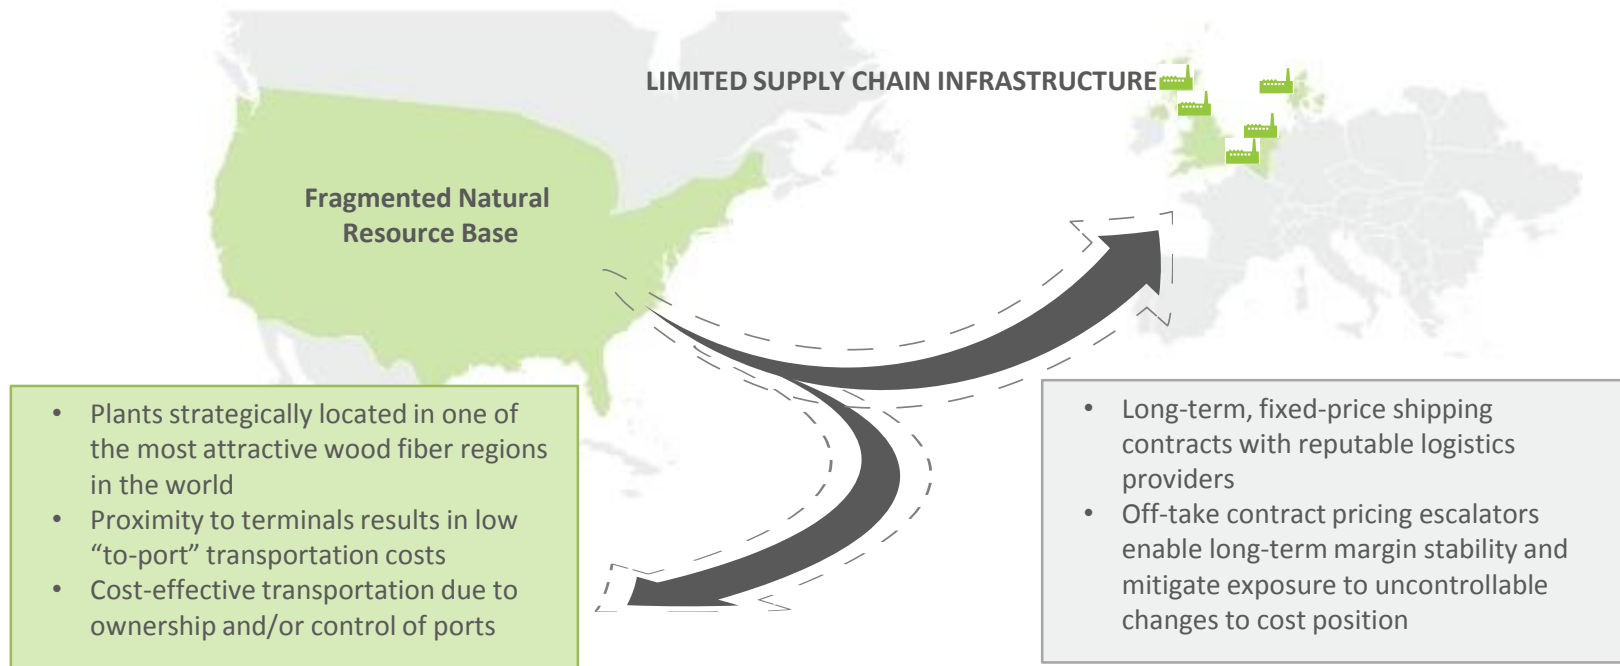 LIMITED SUPPLY CHAIN INFRASTRUCTURE
Fragmented Natural
Resource Base
• Plants strategically located in one of
the most attractive wood fiber regions
in the world
• Proximity to terminals results in low
“to-port” transportation costs
• Cost-effective transportation due to
ownership and/or control of ports
• Long-term, fixed-price shipping
contracts with reputable logistics
providers
• Off-take contract pricing escalators
enable long-term margin stability and
mitigate exposure to uncontrollable
changes to cost position